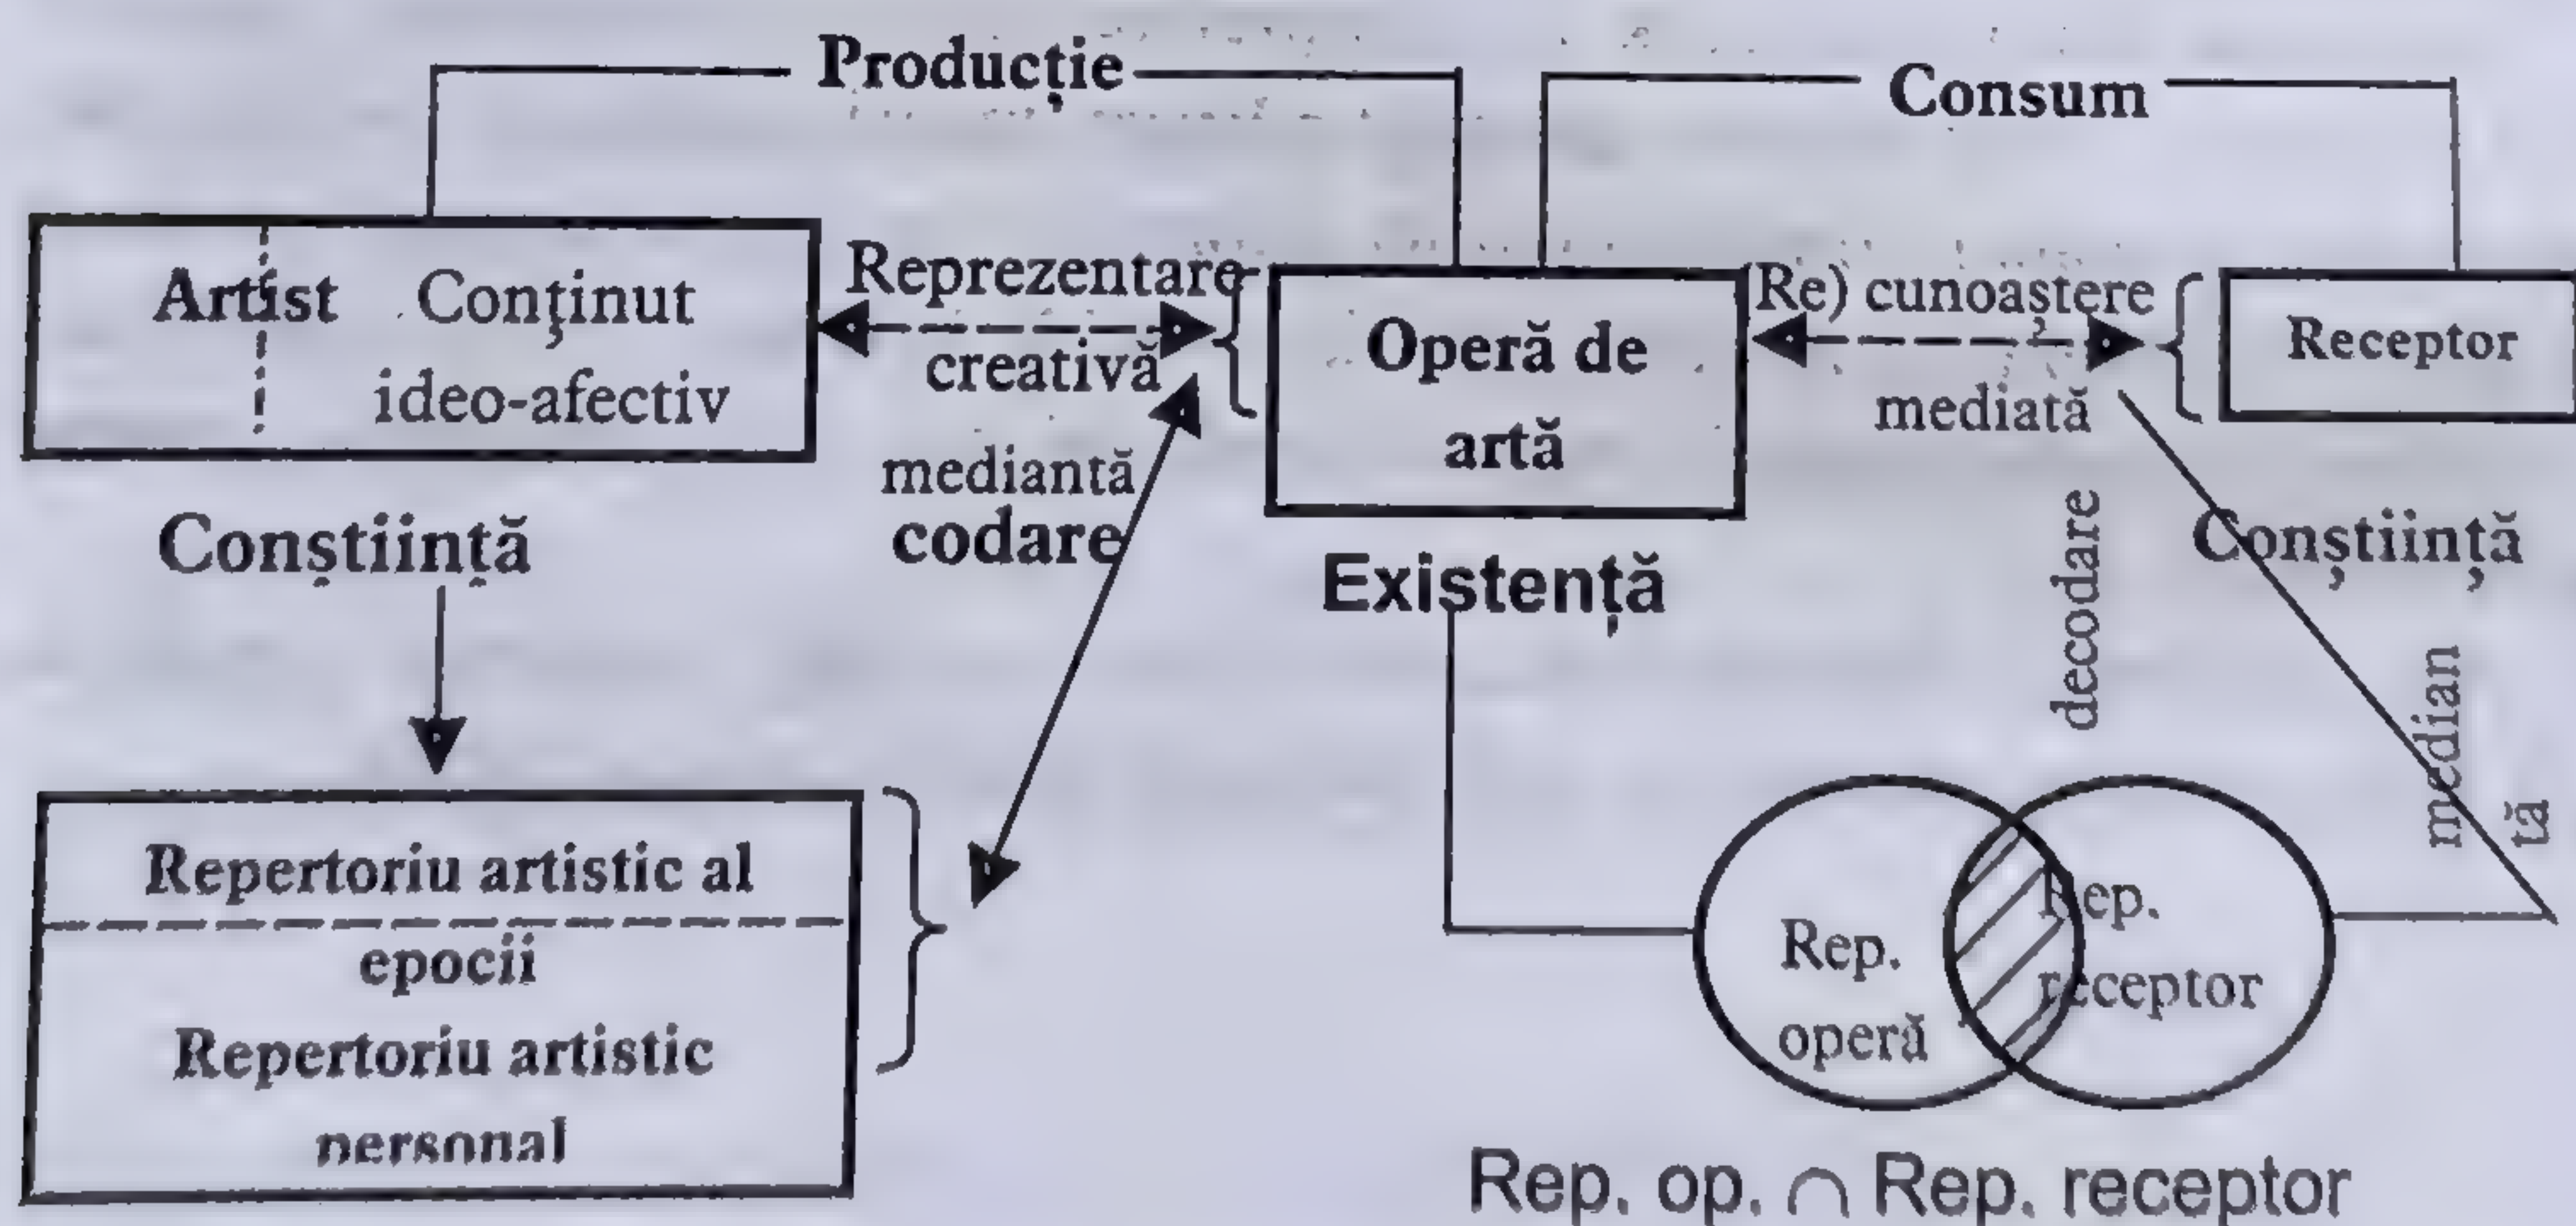 Producție
Consum
Artist Conţinut
ideo-afectiv
Reprezentare
creativă
mediantă
codare
Operă de
artă
Re) cunoaștere
mediată
Receptor
Conștiință
Existență
Conștiință
decodare
median
tă
Repertoriu artistic al
epocii
Repertoriu artistic
personal
Rep.
operă
Rep.
receptor
Rep. op. ∩ Rep. receptor